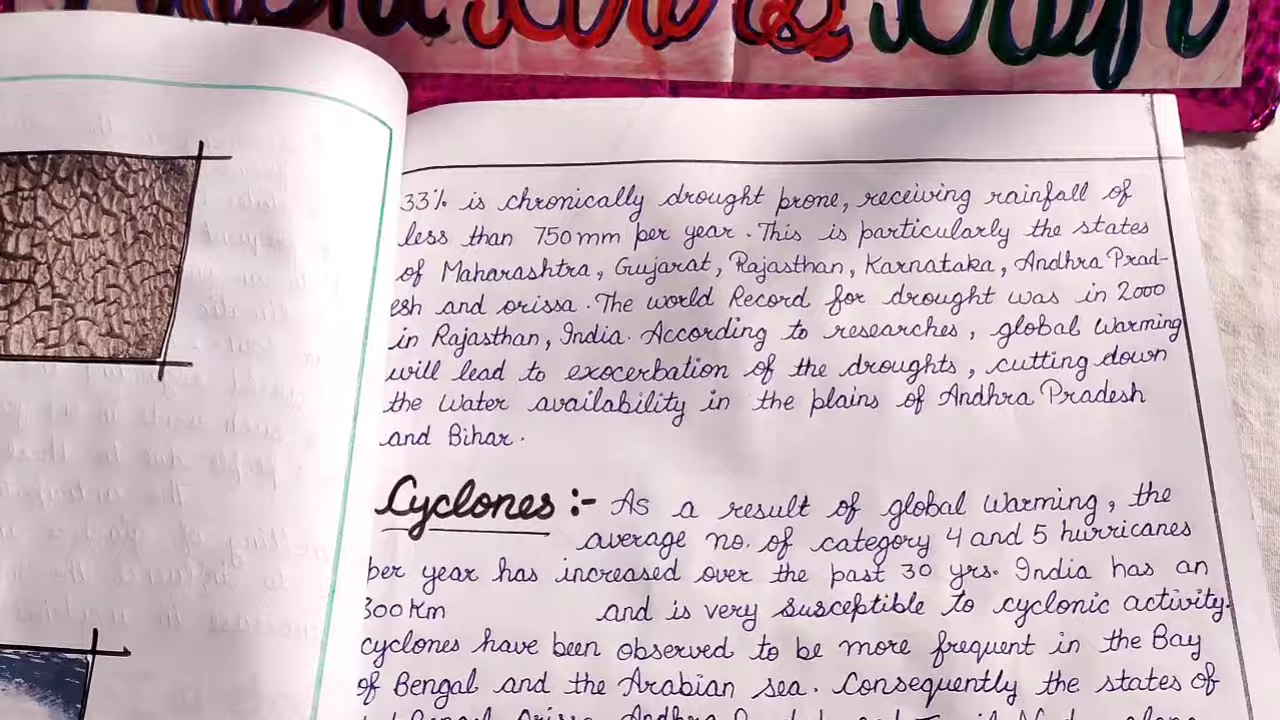 33% is chronically drought prone, receiving rainfall of
less than 750mm per year. This is particularly the states
of Maharashtra, Gujarat, Rajasthan, Karnataka, Andhra Prad-
esh and orissa. The world Record for drought was in 2000
in Rajasthan, India. According to researches, global warming
will lead to exocerbation of the droughts, cutting down
the water availability in the plains of Andhra Pradesh
and Bihar.
Cyclones :- As a result of global warming, the
average no. of category 4 and 5 hurricanes
per year has increased over the past 30 yrs. India has an
300Km and is very susceptible to cyclonic activity.
cyclones have been observed to be more frequent in the Bay
of Bengal and the Arabian sea. Consequently the states of
Bengal, Orissa, Andhra